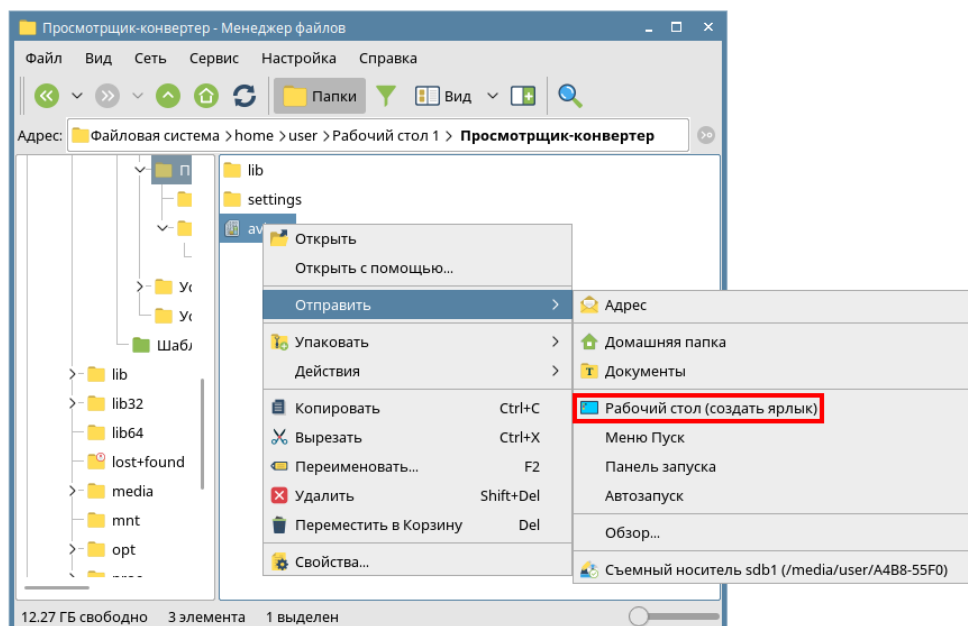 Просмотрщик-конвертер - Менеджер файлов
Файл Вид Сеть Сервис Настройка Справка
Папки Вид
Адрес: Файловая система > home > user > Рабочий стол 1 > Просмотрщик-конвертер
lib
settings
Открыть
Открыть с помощью...
Отправить
Упаковать
Действия
Копировать Ctrl+C
Вырезать Ctrl+X
Переименовать... F2
Удалить Shift+Del
Переместить в Корзину Del
Свойства...
Адрес
Домашняя папка
Документы
Рабочий стол (создать ярлык)
Меню Пуск
Панель запуска
Автозапуск
Обзор...
Съемный носитель sdb1 (/media/user/A4B8-55F0)
lib
lib32
lib64
lost+found
media
mnt
opt
12.27 ГБ свободно 3 элемента 1 выделен